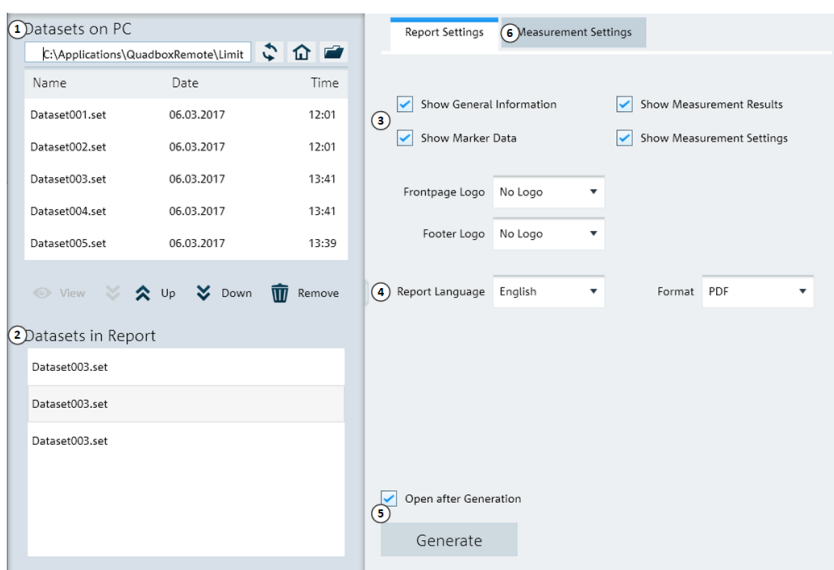 1 Datasets on PC
C:\Applications\QuadboxRemote\Limit
Name Date Time
Dataset001.set 06.03.2017 12:01
Dataset002.set 06.03.2017 12:01
Dataset003.set 06.03.2017 13:41
Dataset004.set 06.03.2017 13:41
Dataset005.set 06.03.2017 13:39
View Up Down Remove
2 Datasets in Report
Dataset003.set
Dataset003.set
Dataset003.set
Report Settings 6 Measurement Settings
3
Show General Information Show Measurement Results
Show Marker Data Show Measurement Settings
Frontpage Logo No Logo
Footer Logo No Logo
4 Report Language English Format PDF
Open after Generation
5
Generate